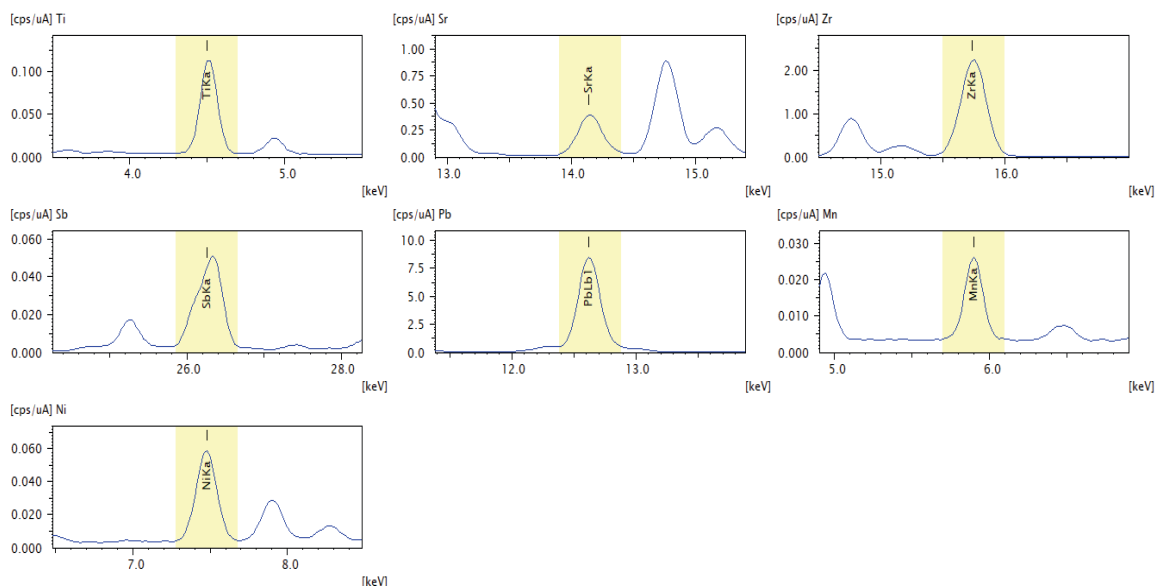 [cps/uA] Ti
0.100
0.050
0.000
TiKa
4.0 5.0
[keV]
[cps/uA] Sr
1.00
0.75
0.50
0.25
0.00
SrKa
13.0 14.0 15.0
[keV]
[cps/uA] Zr
2.00
1.00
0.00
ZrKa
15.0 16.0
[keV]
[cps/uA] Sb
0.060
0.040
0.020
0.000
SbKa
26.0 28.0
[keV]
[cps/uA] Pb
10.0
7.5
5.0
2.5
0.0
PbLb1
12.0 13.0
[keV]
[cps/uA] Mn
0.030
0.020
0.010
0.000
MnKa
5.0 6.0
[keV]
[cps/uA] Ni
0.060
0.040
0.020
0.000
NiKa
7.0 8.0
[keV]